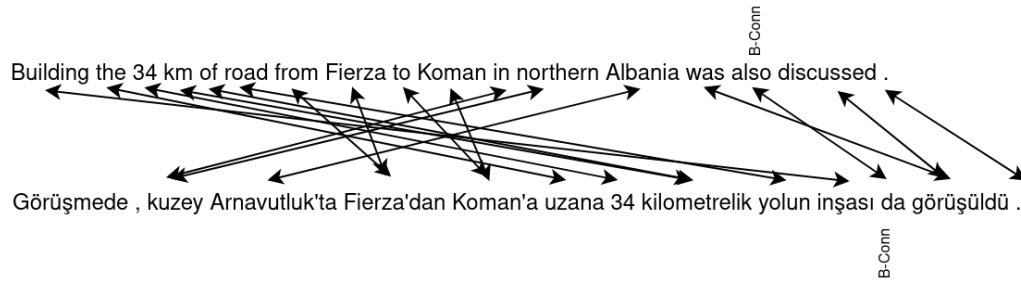 B-Conn
Building the 34 km of road from Fierza to Koman in northern Albania was also discussed .
Görüşmede , kuzey Arnavutluk'ta Fierza'dan Koman'a uzana 34 kilometrelik yolun inşası da görüşüldü .
B-Conn